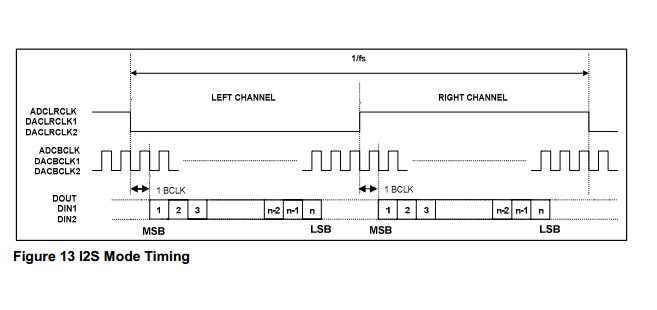 1/fs
LEFT CHANNEL
RIGHT CHANNEL
ADCLRCLK
DACLRCLK1
DACLRCLK2
ADCBCLK
DACBCLK1
DACBCLK2
1 BCLK
1 BCLK
DOUT
DIN1
DIN2
1 2 3 n-2 n-1 n
1 2 3 n-2 n-1 n
MSB LSB MSB LSB
Figure 13 I2S Mode Timing